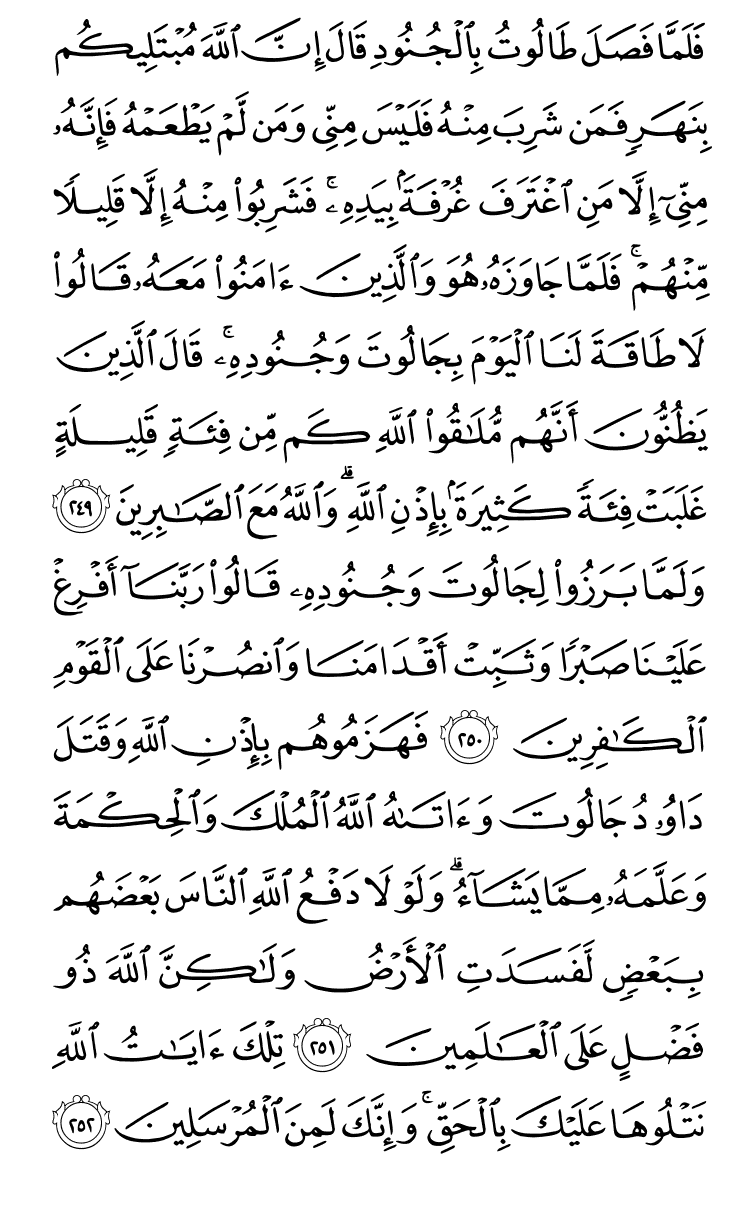 فَلَمَّا فَصَلَ طَالُوتُ بِٱلْجُنُودِ قَالَ إِنَّ ٱللَّهَ مُبْتَلِيكُم
بِنَهَرٍ فَمَن شَرِبَ مِنْهُ فَلَيْسَ مِنِّى وَمَن لَّمْ يَطْعَمْهُ فَإِنَّهُۥ
مِنِّىٓ إِلَّا مَنِ ٱغْتَرَفَ غُرْفَةًۢ بِيَدِهِۦ ۚ فَشَرِبُوا۟ مِنْهُ إِلَّا قَلِيلًا
مِّنْهُمْ ۚ فَلَمَّا جَاوَزَهُۥ هُوَ وَٱلَّذِينَ ءَامَنُوا۟ مَعَهُۥ قَالُوا۟
لَا طَاقَةَ لَنَا ٱلْيَوْمَ بِجَالُوتَ وَجُنُودِهِۦ ۚ قَالَ ٱلَّذِينَ
يَظُنُّونَ أَنَّهُم مُّلَـٰقُوا۟ ٱللَّهِ كَم مِّن فِئَةٍ قَلِيلَةٍ
غَلَبَتْ فِئَةً كَثِيرَةًۢ بِإِذْنِ ٱللَّهِ ۗ وَٱللَّهُ مَعَ ٱلصَّـٰبِرِينَ ٢٤٩
وَلَمَّا بَرَزُوا۟ لِجَالُوتَ وَجُنُودِهِۦ قَالُوا۟ رَبَّنَآ أَفْرِغْ
عَلَيْنَا صَبْرًا وَثَبِّتْ أَقْدَامَنَا وَٱنصُرْنَا عَلَى ٱلْقَوْمِ
ٱلْكَـٰفِرِينَ ٢٥٠ فَهَزَمُوهُم بِإِذْنِ ٱللَّهِ وَقَتَلَ
دَاوُۥدُ جَالُوتَ وَءَاتَىٰهُ ٱللَّهُ ٱلْمُلْكَ وَٱلْحِكْمَةَ
وَعَلَّمَهُۥ مِمَّا يَشَآءُ ۗ وَلَوْلَا دَفْعُ ٱللَّهِ ٱلنَّاسَ بَعْضَهُم
بِبَعْضٍ لَّفَسَدَتِ ٱلْأَرْضُ وَلَـٰكِنَّ ٱللَّهَ ذُو
فَضْلٍ عَلَى ٱلْعَـٰلَمِينَ ٢٥١ تِلْكَ ءَايَـٰتُ ٱللَّهِ
نَتْلُوهَا عَلَيْكَ بِٱلْحَقِّ ۚ وَإِنَّكَ لَمِنَ ٱلْمُرْسَلِينَ ٢٥٢